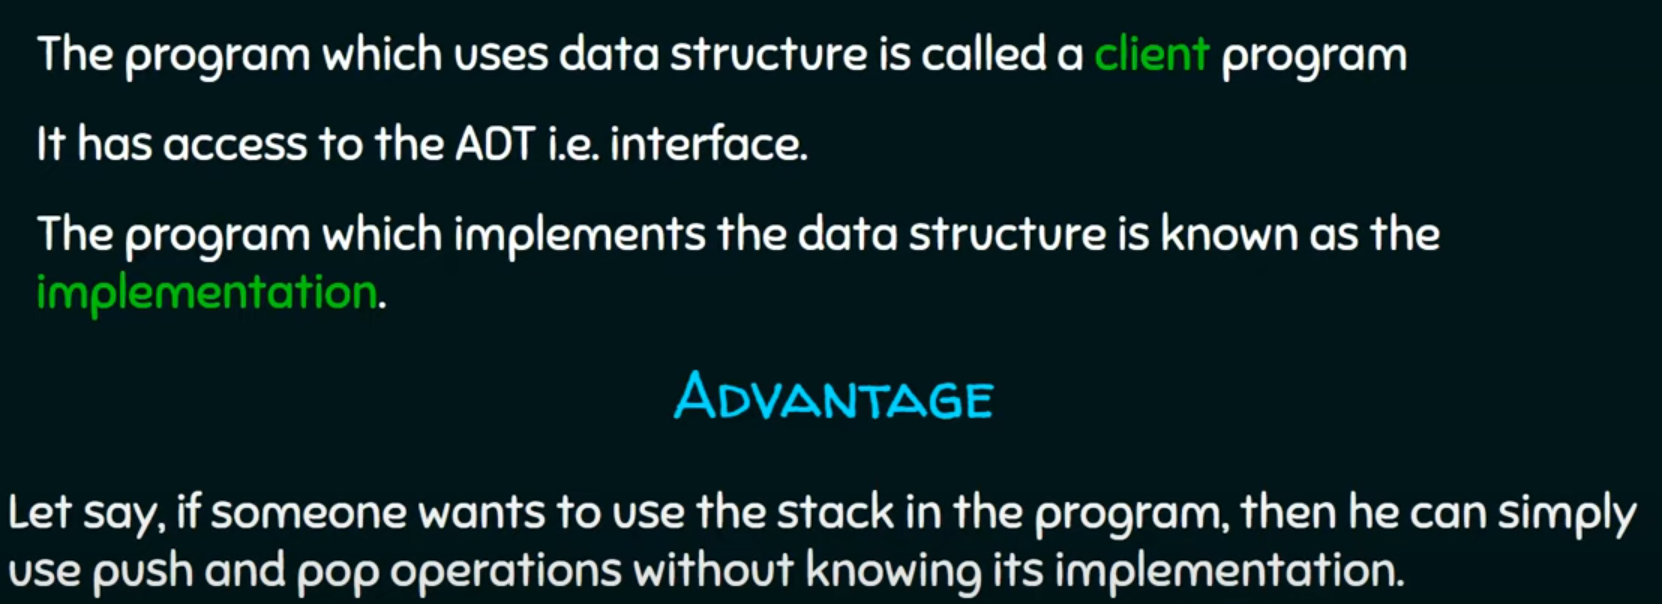 The program which uses data structure is called a client program
It has access to the ADT i.e. interface.
The program which implements the data structure is known as the
implementation.
ADVANTAGE
Let say, if someone wants to use the stack in the program, then he can simply
use push and pop operations without knowing its implementation.